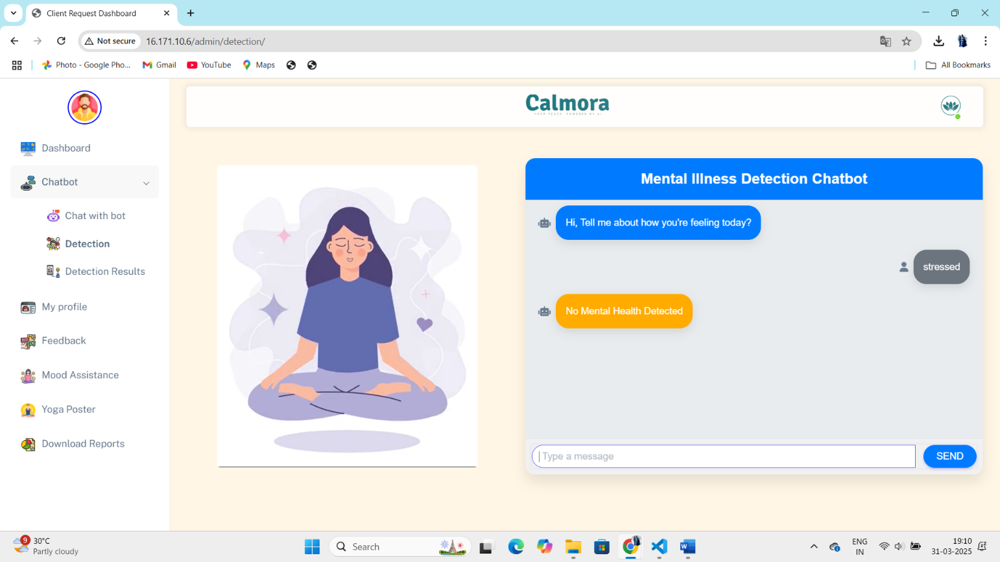 Client Request Dashboard
Not secure
16.171.10.6/admin/detection/
Photo - Google Pho...
Gmail
YouTube
Maps
All Bookmarks
Calmora
YOUR PEACE, POWERED BY AI
Dashboard
Chatbot
Chat with bot
Detection
Detection Results
My profile
Feedback
Mood Assistance
Yoga Poster
Download Reports
Mental Illness Detection Chatbot
Hi, Tell me about how you're feeling today?
stressed
No Mental Health Detected
Type a message
SEND
9
30°C
Partly cloudy
Search
ENG
IN
19:10
31-03-2025